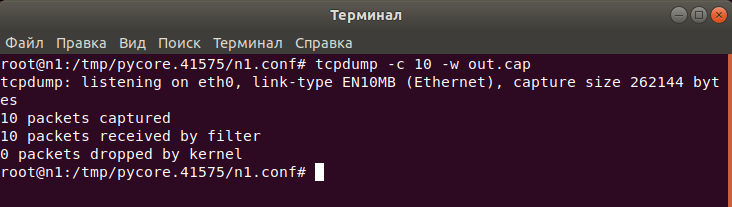 Терминал
Файл Правка Вид Поиск Терминал Справка
root@n1:/tmp/pycore.41575/n1.conf# tcpdump -c 10 -w out.cap
tcpdump: listening on eth0, link-type EN10MB (Ethernet), capture size 262144 byt
es
10 packets captured
10 packets received by filter
0 packets dropped by kernel
root@n1:/tmp/pycore.41575/n1.conf#